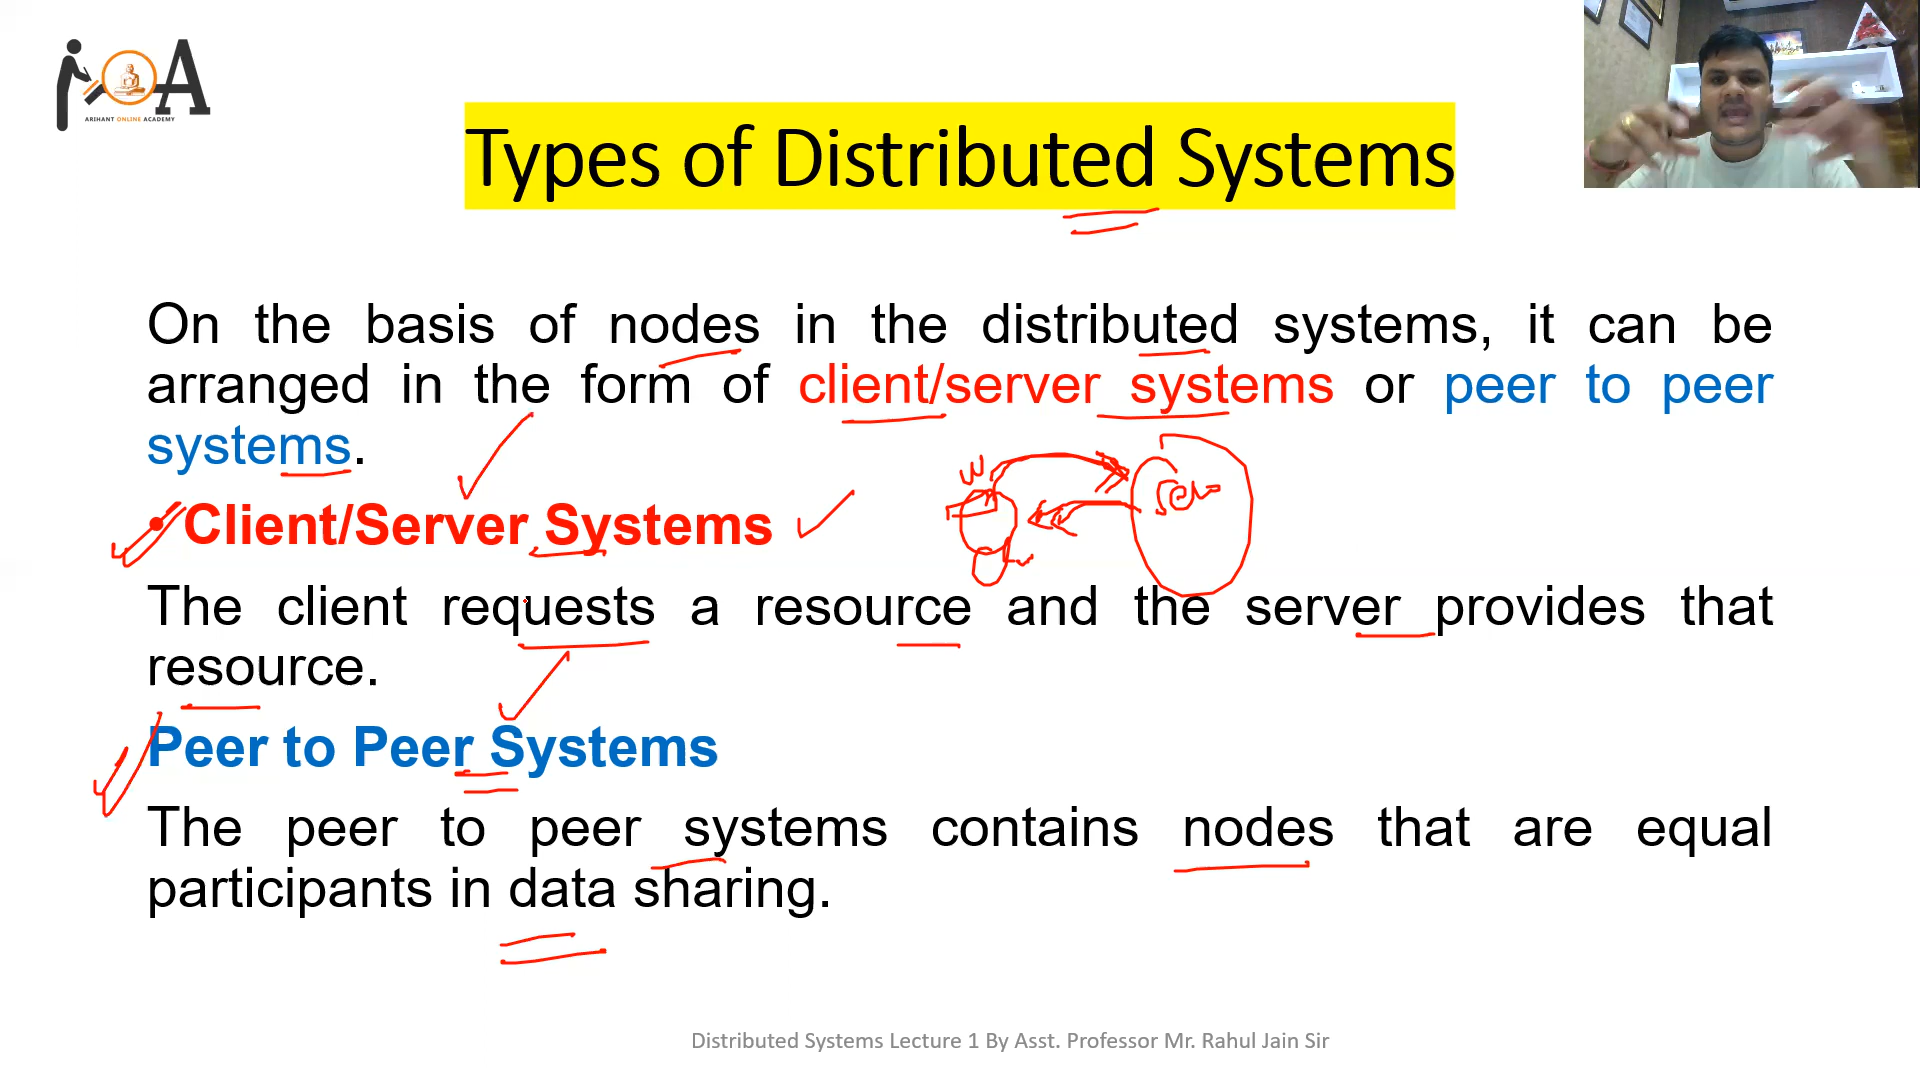 ARIHANT ONLINE ACADEMY
Types of Distributed Systems
On the basis of nodes in the distributed systems, it can be
arranged in the form of client/server systems or peer to peer
systems.
• Client/Server Systems
The client requests a resource and the server provides that
resource.
Peer to Peer Systems
The peer to peer systems contains nodes that are equal
participants in data sharing.
Distributed Systems Lecture 1 By Asst. Professor Mr. Rahul Jain Sir